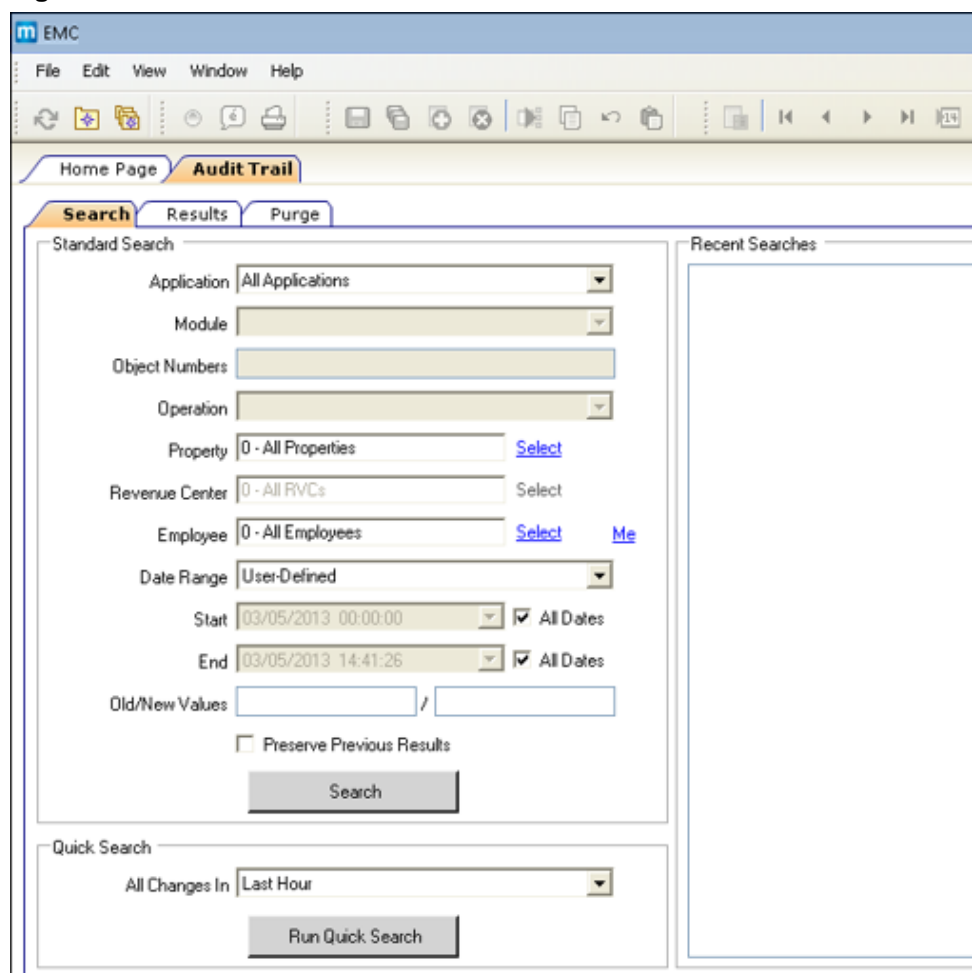 EMC
File Edit View Window Help
Home Page Audit Trail
Search Results Purge
Standard Search
Application All Applications
Module
Object Numbers
Operation
Property 0 - All Properties Select
Revenue Center 0 - All RVCs Select
Employee 0 - All Employees Select Me
Date Range User-Defined
Start 03/05/2013 00:00:00 All Dates
End 03/05/2013 14:41:26 All Dates
Old/New Values /
Preserve Previous Results
Search
Quick Search
All Changes In Last Hour
Run Quick Search
Recent Searches